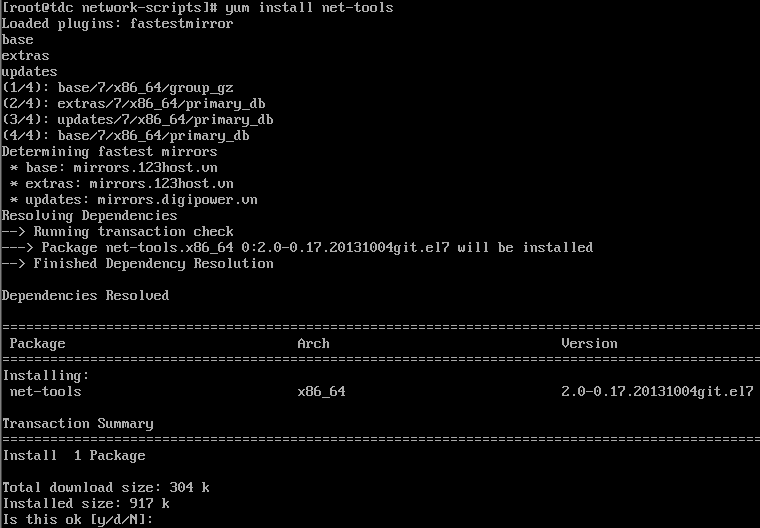 [root@tdc network-scripts]# yum install net-tools
Loaded plugins: fastestmirror
base
extras
updates
(1/4): base/7/x86_64/group_gz
(2/4): extras/7/x86_64/primary_db
(3/4): updates/7/x86_64/primary_db
(4/4): base/7/x86_64/primary_db
Determining fastest mirrors
 * base: mirrors.123host.vn
 * extras: mirrors.123host.vn
 * updates: mirrors.digipower.vn
Resolving Dependencies
--> Running transaction check
---> Package net-tools.x86_64 0:2.0-0.17.20131004git.el7 will be installed
--> Finished Dependency Resolution
Dependencies Resolved
================================================================================
Package Arch Version
================================================================================
Installing:
net-tools x86_64 2.0-0.17.20131004git.el7
Transaction Summary
================================================================================
Install  1 Package
Total download size: 304 k
Installed size: 917 k
Is this ok [y/d/N]: